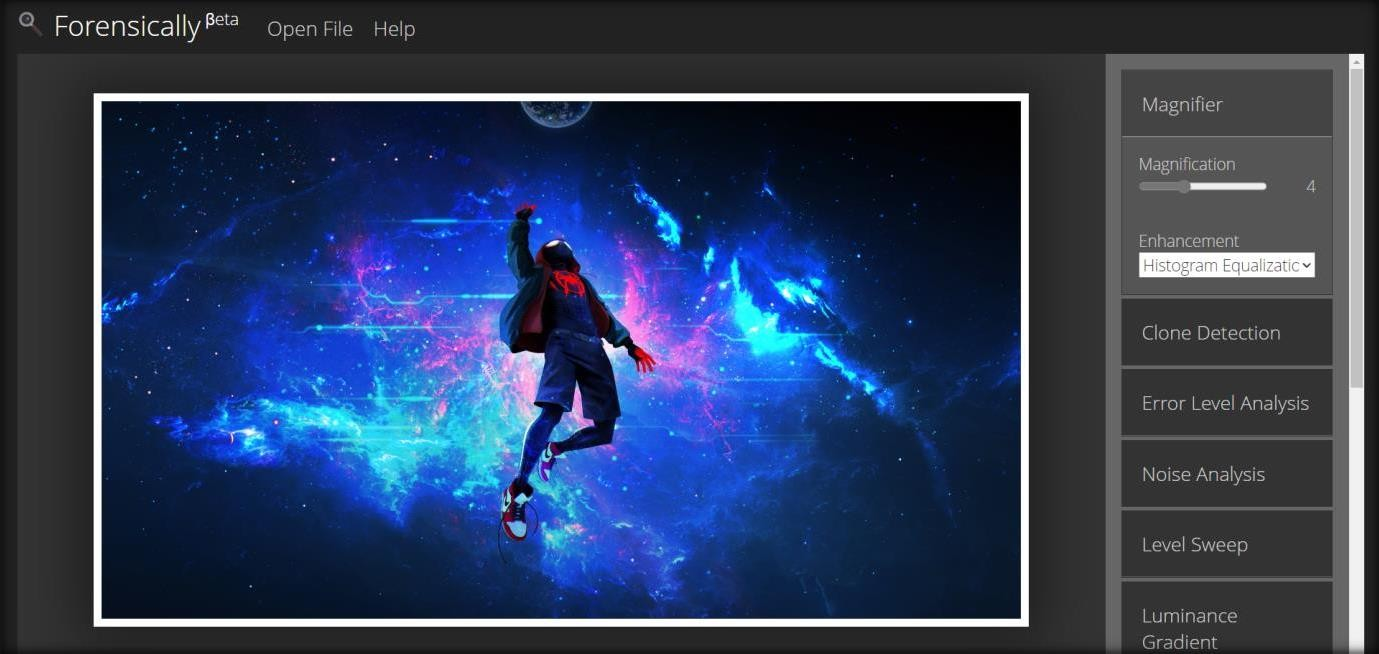 Forensically βeta Open File Help
Magnifier
Magnification
4
Enhancement
Histogram Equalizatic
Clone Detection
Error Level Analysis
Noise Analysis
Level Sweep
Luminance
Gradient